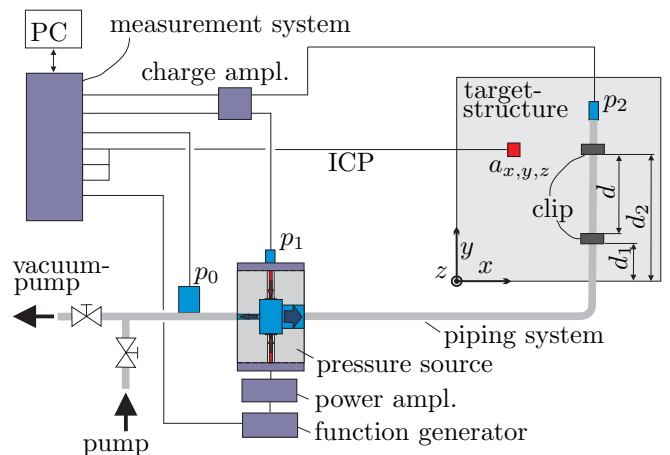 PC
measurement system
charge ampl.
target-
structure
p2
ax,y,z
ICP
clip
d
d2
d1
y
z
x
vacuum-
pump
p0
p1
piping system
pressure source
power ampl.
function generator
pump